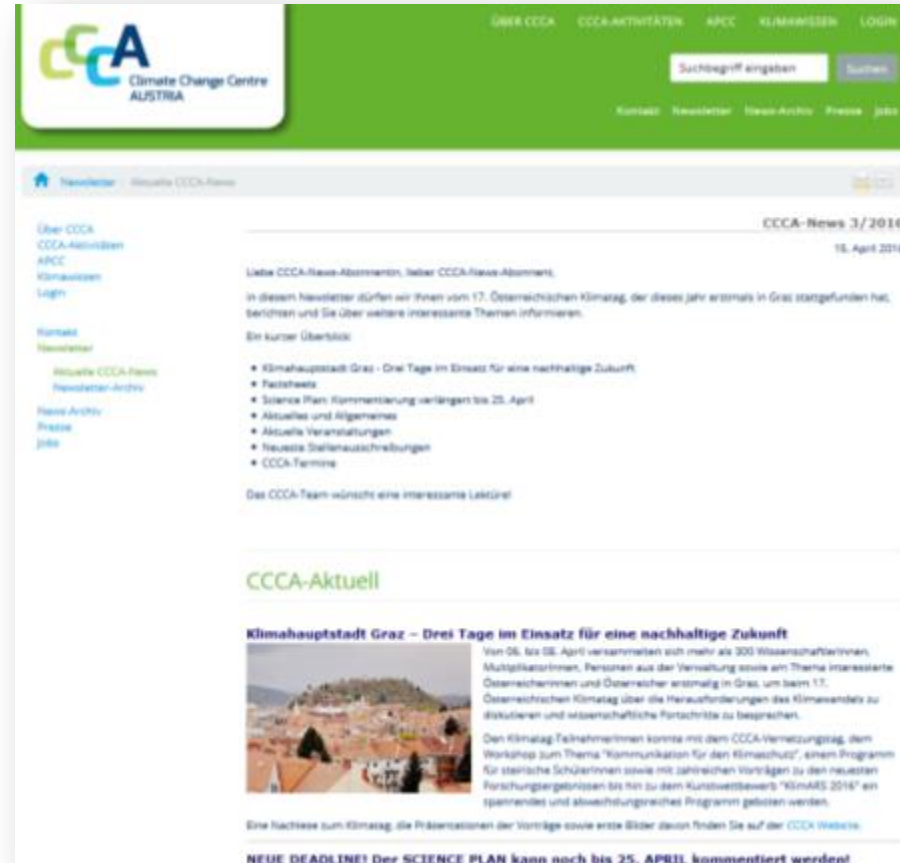 ÜBER CCCA CCCA-AKTIVITÄTEN APCC KLIMAWISSEN LOGIN
CCCA
Climate Change Centre
AUSTRIA
Suchbegriff eingeben Suchen
Kontakt Newsletter News-Archiv Presse Jobs
Newsletter Aktuelle CCCA-News
Über CCCA
CCCA-Aktivitäten
APCC
Klimawissen
Login
Kontakt
Newsletter
Aktuelle CCCA-News
Newsletter-Archiv
News-Archiv
Presse
Jobs
CCCA-News 3/2016
April 2016
Liebe CCCA-News-Abonnentin, lieber CCCA-News-Abonnent,
in diesem Newsletter dürfen wir Ihnen vom 17. Österreichischen Klimatag, der dieses Jahr erstmals in Graz stattgefunden hat,
berichten und Sie über weitere interessante Themen informieren.
Ein kurzer Überblick:
• Klimahauptstadt Graz - Drei Tage im Einsatz für eine nachhaltige Zukunft
• Factsheets
• Science Plan: Kommentierung verlängert bis 25. April
• Aktuelles und Allgemeines
• Aktuelle Veranstaltungen
• Neueste Stellenausschreibungen
• CCCA-Termine
Das CCCA-Team wünscht eine interessante Lektüre!
CCCA-Aktuell
Klimahauptstadt Graz – Drei Tage im Einsatz für eine nachhaltige Zukunft
Von 06. bis 08. April versammelten sich mehr als 200 WissenschaftlerInnen,
MultiplikatorInnen, Personen aus der Verwaltung sowie am Thema interessierte
Österreicherinnen und Österreicher erstmalig in Graz, um beim 17.
Österreichischen Klimatag über die Herausforderungen des Klimawandels zu
diskutieren und wissenschaftliche Fortschritte zu besprechen.
Den Klimatag-TeilnehmerInnen konnte mit dem CCCA-Vernetzungstag, dem
Workshop zum Thema "Kommunikation für den Klimaschutz", einem Programm
für steirische SchülerInnen sowie mit zahlreichen Vorträgen zu den neuesten
Forschungsergebnissen bis hin zu dem Kunstwettbewerb "KlimARS 2016" ein
spannendes und abwechslungsreiches Programm geboten werden.
Eine Nachlese zum Klimatag, die Präsentationen der Vorträge sowie erste Bilder davon finden Sie auf der CCCA Website.
NEUE DEADLINE! Der SCIENCE PLAN kann noch bis 25. APRIL kommentiert werden!